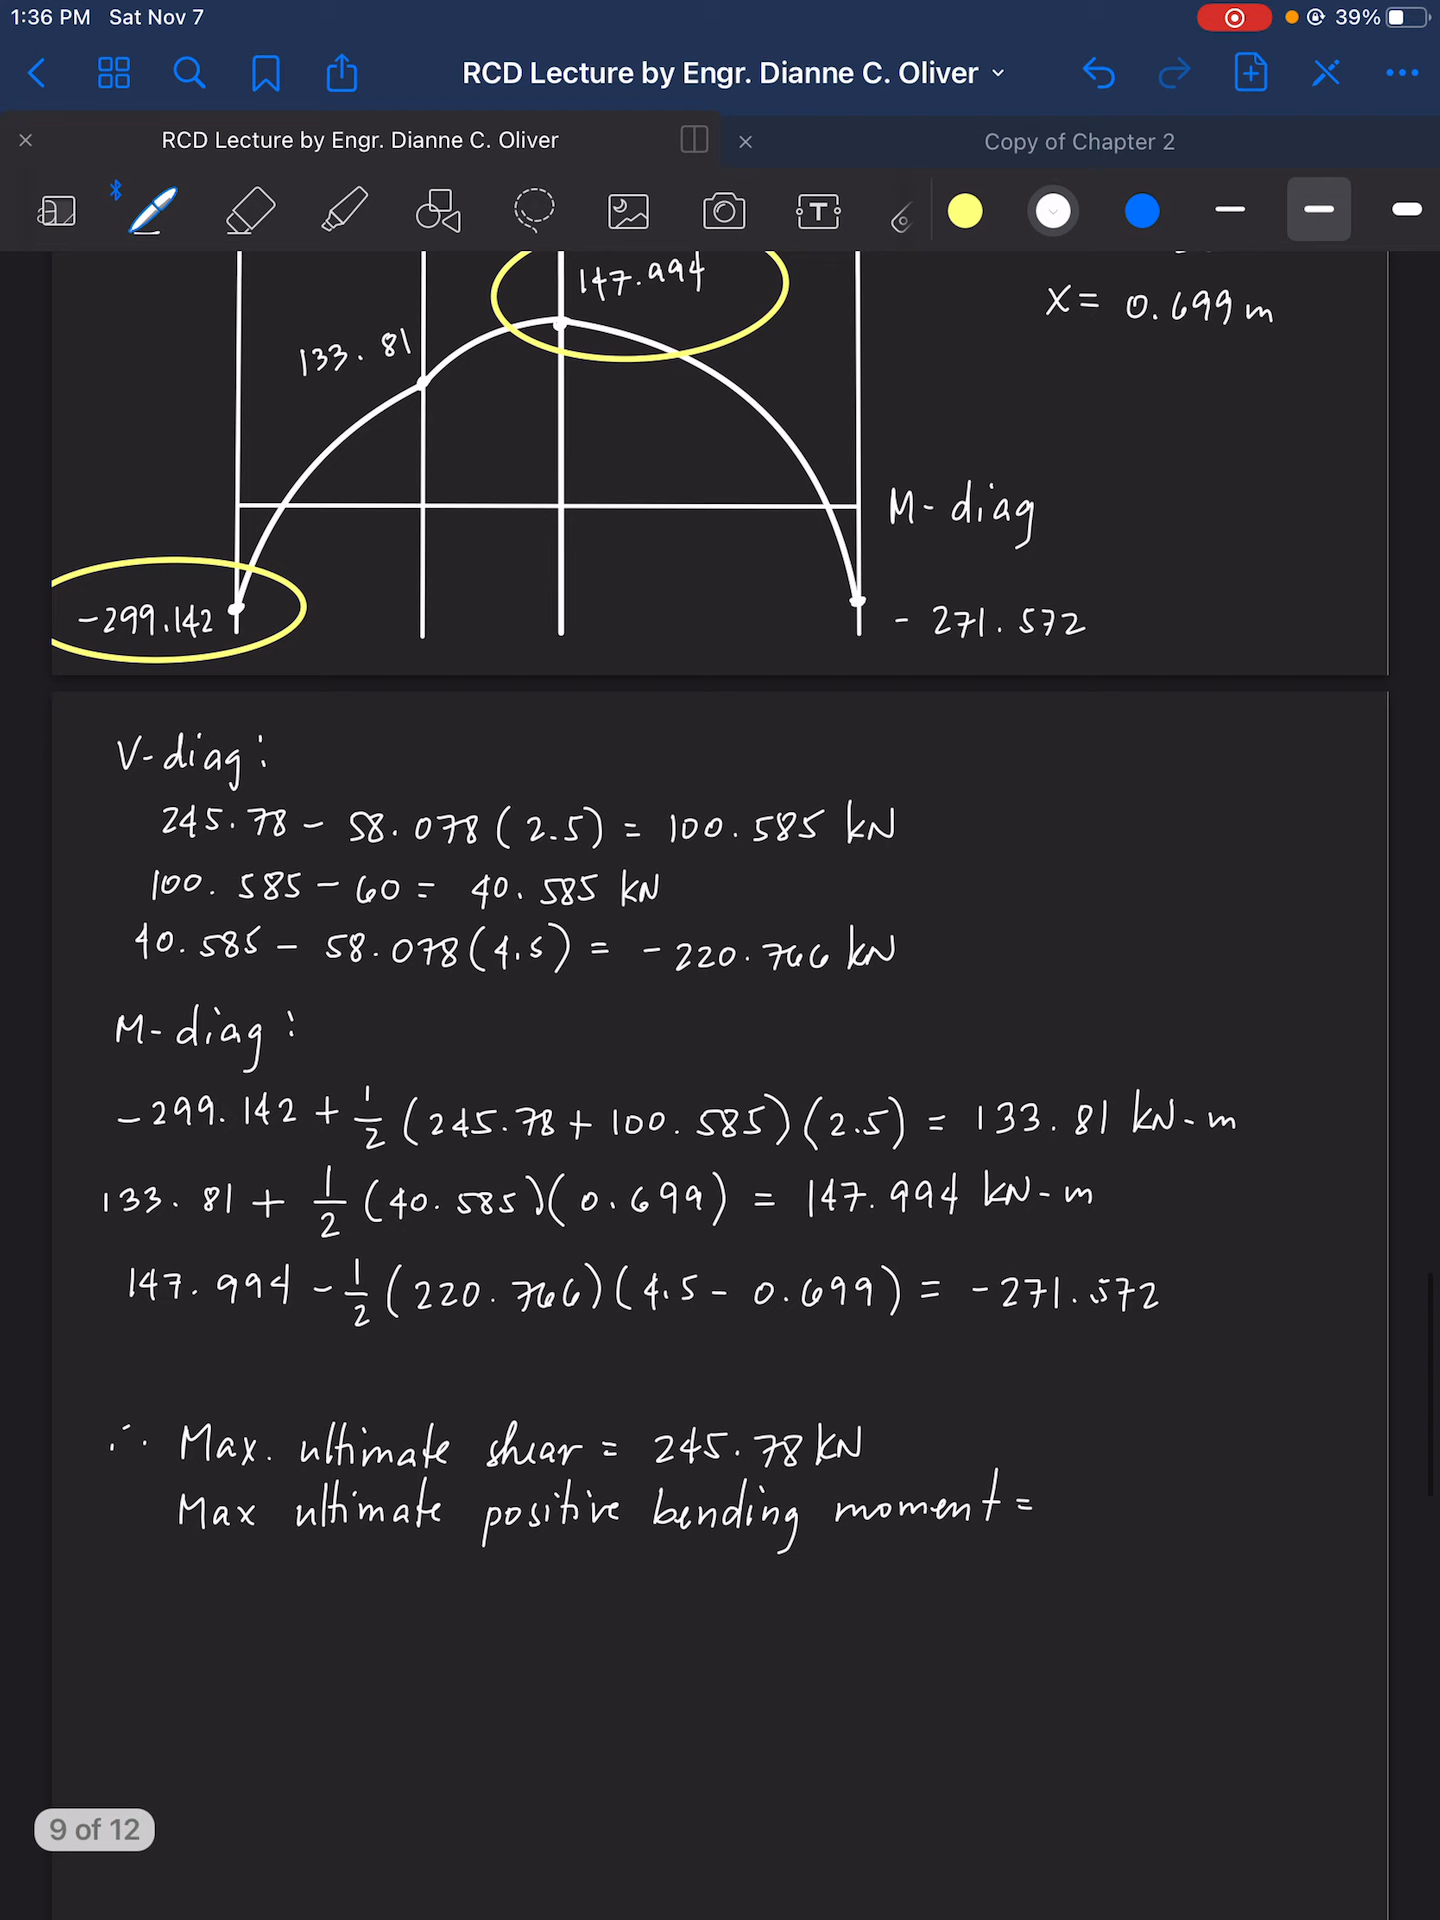 1:36 PM Sat Nov 7 39%
RCD Lecture by Engr. Dianne C. Oliver
RCD Lecture by Engr. Dianne C. Oliver Copy of Chapter 2
T
147.994
X = 0.699 m
133.81
M-diag
-299.142
- 271.572
V-diag:
245.78 - 58.078 (2.5) = 100.585 kN
100.585 - 60 = 40.585 kN
40.585 - 58.078 (4.5) = -220.766 kN
M-diag:
-299.142 + 1/2 (245.78 + 100.585)(2.5) = 133.81 kN-m
133.81 + 1/2 (40.585)(0.699) = 147.994 kN-m
147.994 - 1/2 (220.766)(4.5 - 0.699) = -271.572
∴ Max. ultimate shear = 245.78 kN
Max ultimate positive bending moment =
9 of 12